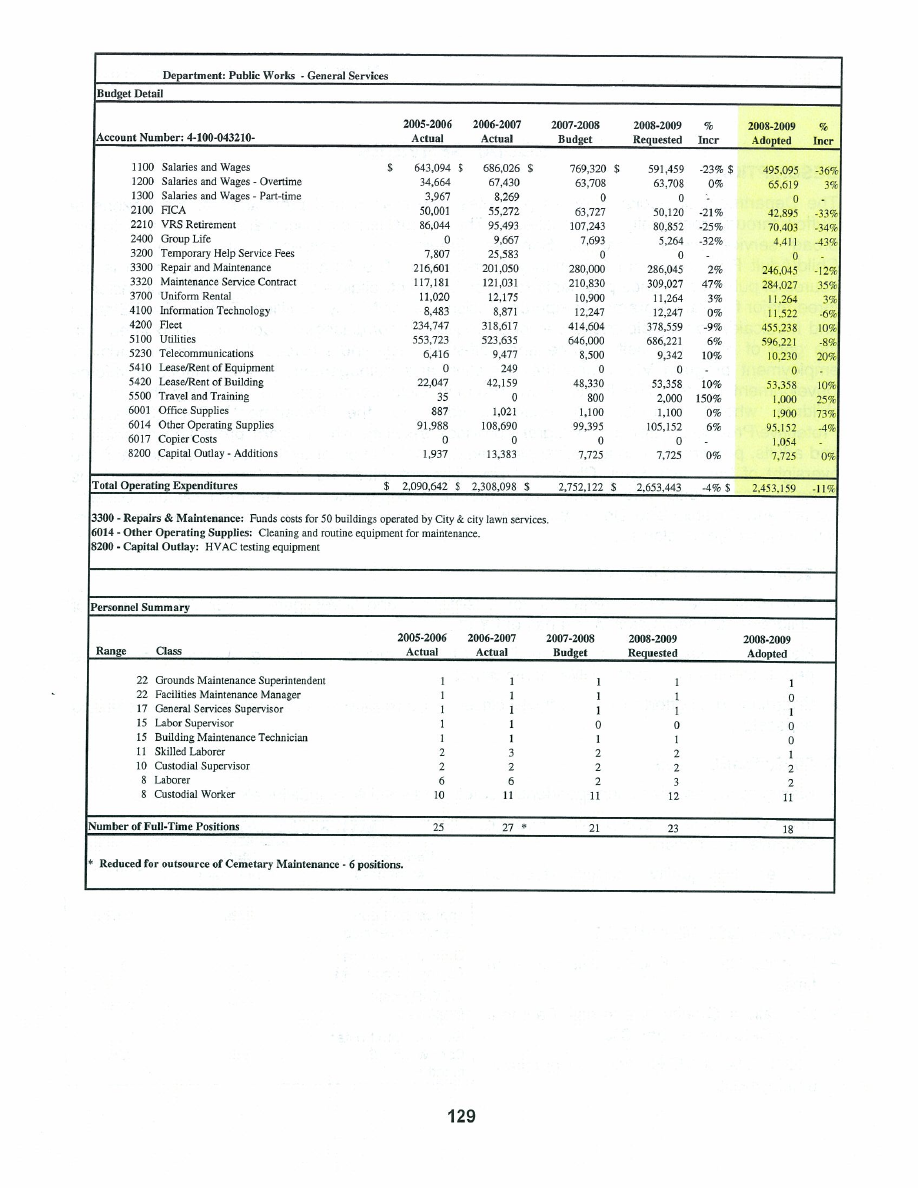 Department: Public Works - General Services
Budget Detail
2005-2006 2006-2007 2007-2008 2008-2009 % 2008-2009 %
Account Number: 4-100-043210- Actual Actual Budget Requested Incr Adopted Incr
1100 Salaries and Wages $ 643,094 $ 686,026 $ 769,320 $ 591,459 -23% $ 495,095 -36%
1200 Salaries and Wages - Overtime 34,664 67,430 63,708 63,708 0% 65,619 3%
1300 Salaries and Wages - Part-time 3,967 8,269 0 0 - 0 -
2100 FICA 50,001 55,272 63,727 50,120 -21% 42,895 -33%
2210 VRS Retirement 86,044 95,493 107,243 80,852 -25% 70,403 -34%
2400 Group Life 0 9,667 7,693 5,264 -32% 4,411 -43%
3200 Temporary Help Service Fees 7,807 25,583 0 0 - 0 -
3300 Repair and Maintenance 216,601 201,050 280,000 286,045 2% 246,045 -12%
3320 Maintenance Service Contract 117,181 121,031 210,830 309,027 47% 284,027 35%
3700 Uniform Rental 11,020 12,175 10,900 11,264 3% 11,264 3%
4100 Information Technology 8,483 8,871 12,247 12,247 0% 11,522 -6%
4200 Fleet 234,747 318,617 414,604 378,559 -9% 455,238 10%
5100 Utilities 553,723 523,635 646,000 686,221 6% 596,221 -8%
5230 Telecommunications 6,416 9,477 8,500 9,342 10% 10,230 20%
5410 Lease/Rent of Equipment 0 249 0 0 - 0 -
5420 Lease/Rent of Building 22,047 42,159 48,330 53,358 10% 53,358 10%
5500 Travel and Training 35 0 800 2,000 150% 1,000 25%
6001 Office Supplies 887 1,021 1,100 1,100 0% 1,900 73%
6014 Other Operating Supplies 91,988 108,690 99,395 105,152 6% 95,152 -4%
6017 Copier Costs 0 0 0 0 - 1,054 -
8200 Capital Outlay - Additions 1,937 13,383 7,725 7,725 0% 7,725 0%
Total Operating Expenditures $ 2,090,642 $ 2,308,098 $ 2,752,122 $ 2,653,443 -4% $ 2,453,159 -11%
3300 - Repairs & Maintenance: Funds costs for 50 buildings operated by City & city lawn services.
6014 - Other Operating Supplies: Cleaning and routine equipment for maintenance.
8200 - Capital Outlay: HVAC testing equipment
Personnel Summary
2005-2006 2006-2007 2007-2008 2008-2009 2008-2009
Range Class Actual Actual Budget Requested Adopted
22 Grounds Maintenance Superintendent 1 1 1 1 1
22 Facilities Maintenance Manager 1 1 1 1 0
17 General Services Supervisor 1 1 1 1 1
15 Labor Supervisor 1 1 0 0 0
15 Building Maintenance Technician 1 1 1 1 0
11 Skilled Laborer 2 3 2 2 1
10 Custodial Supervisor 2 2 2 2 2
8 Laborer 6 6 2 3 2
8 Custodial Worker 10 11 11 12 11
Number of Full-Time Positions 25 27 * 21 23 18
* Reduced for outsource of Cemetary Maintenance - 6 positions.
129